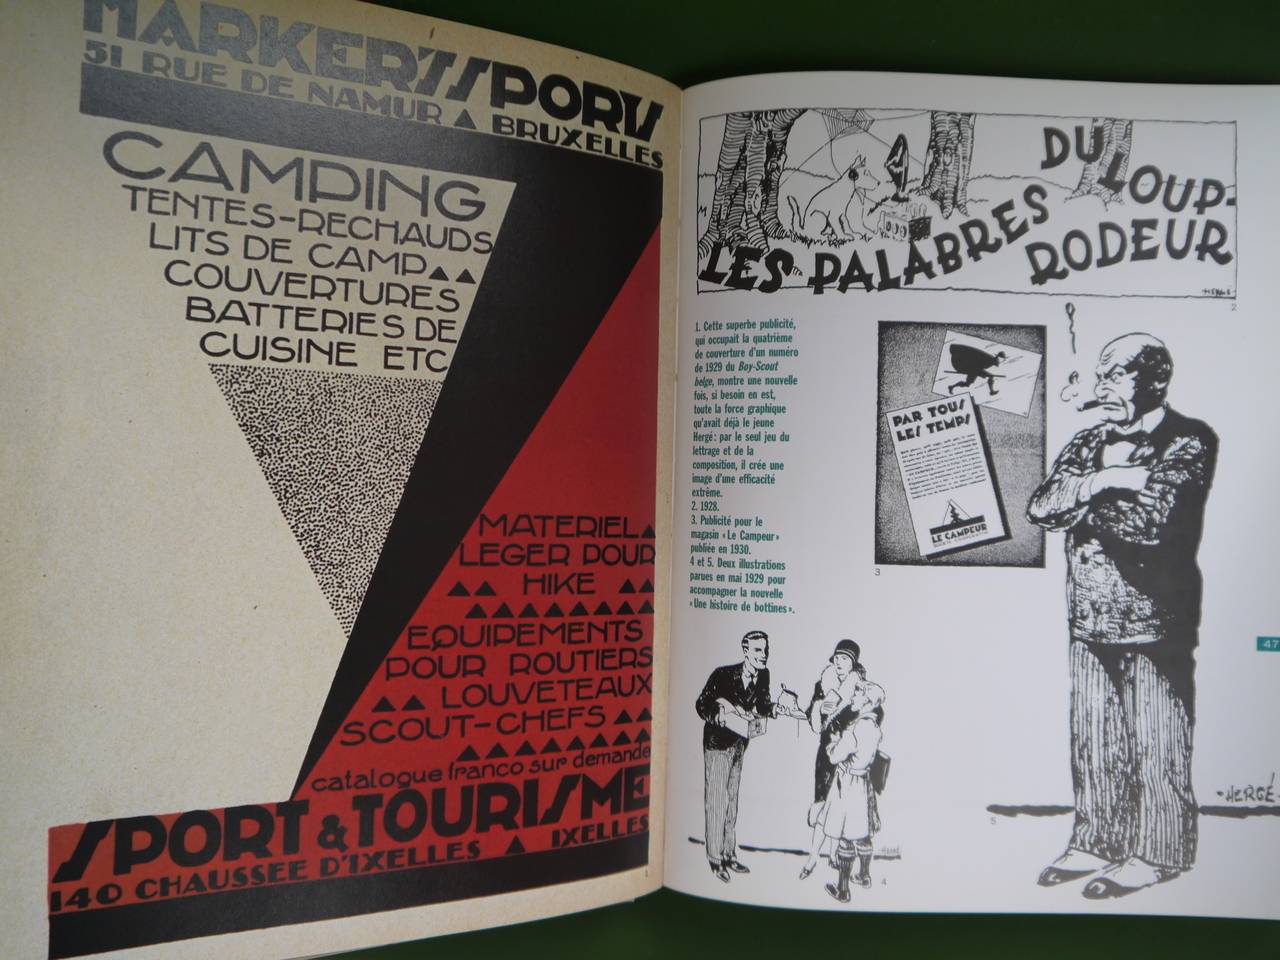 MARKER'S SPORTS
51 RUE DE NAMUR ▲ BRUXELLES
CAMPING
TENTES-RECHAUDS
LITS DE CAMP▲▲
COUVERTURES
BATTERIES DE
CUISINE ETC
MATERIEL▲
LEGER POUR
▲▲ HIKE ▲▲
EQUIPEMENTS
POUR ROUTIERS
▲▲ LOUVETEAUX
SCOUT-CHEFS ▲▲
catalogue franco sur demande
SPORT & TOURISME
140 CHAUSSEE D'IXELLES ▲ IXELLES
1
LES PALABRES DU LOUP-
RODEUR
HERGÉ
2
1. Cette superbe publicité,
qui occupait la quatrième
de couverture d'un numéro
de 1929 du Boy-Scout
belge, montre une nouvelle
fois, si besoin en est,
toute la force graphique
qu'avait déjà le jeune
Hergé: par le seul jeu du
lettrage et de la
composition, il crée une
image d'une efficacité
extrême.
2. 1928.
3. Publicité pour le
magasin «Le Campeur»
publiée en 1930.
4 et 5. Deux illustrations
parues en mai 1929 pour
accompagner la nouvelle
«Une histoire de bottines».
PAR TOUS
LES TEMPS
LE CAMPEUR
SOCIÉTÉ COOPÉRATIVE
3
47
-HERGÉ-
5
HERGÉ
4